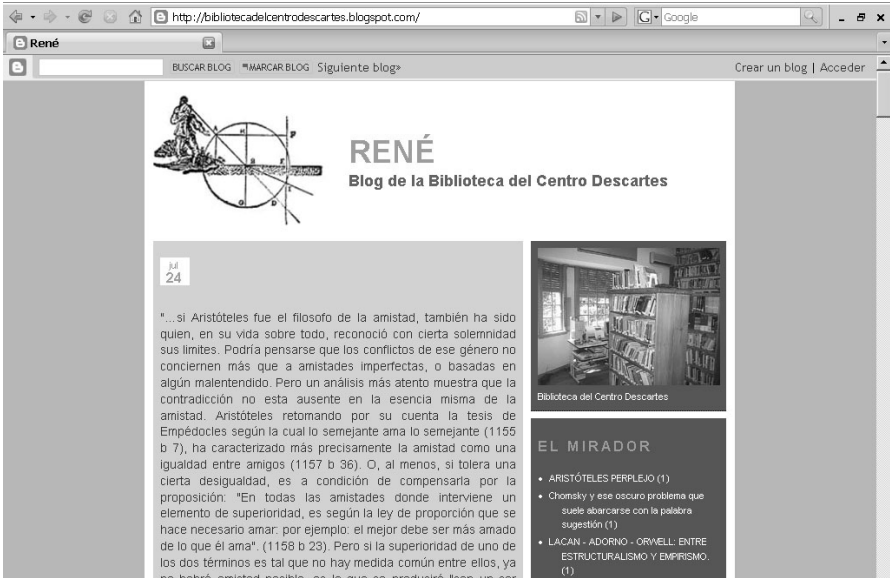 http://bibliotecadelcentrodescartes.blogspot.com/
Google
René
BUSCAR BLOG MARCAR BLOG Siguiente blog»
Crear un blog | Acceder
RENÉ
Blog de la Biblioteca del Centro Descartes
jul
24
"...si Aristóteles fue el filosofo de la amistad, también ha sido
quien, en su vida sobre todo, reconoció con cierta solemnidad
sus limites. Podría pensarse que los conflictos de ese género no
conciernen más que a amistades imperfectas, o basadas en
algún malentendido. Pero un análisis más atento muestra que la
contradicción no esta ausente en la esencia misma de la
amistad. Aristóteles retomando por su cuenta la tesis de
Empédocles según la cual lo semejante ama lo semejante (1155
b 7), ha caracterizado más precisamente la amistad como una
igualdad entre amigos (1157 b 36). O, al menos, si tolera una
cierta desigualdad, es a condición de compensarla por la
proposición: "En todas las amistades donde interviene un
elemento de superioridad, es según la ley de proporción que se
hace necesario amar: por ejemplo: el mejor debe ser más amado
de lo que él ama". (1158 b 23). Pero si la superioridad de uno de
los dos términos es tal que no hay medida común entre ellos, ya
Biblioteca del Centro Descartes
EL MIRADOR
• ARISTÓTELES PERPLEJO (1)
• Chomsky y ese oscuro problema que
suele abarcarse con la palabra
sugestión (1)
• LACAN - ADORNO - ORWELL: ENTRE
ESTRUCTURALISMO Y EMPIRISMO.
(1)